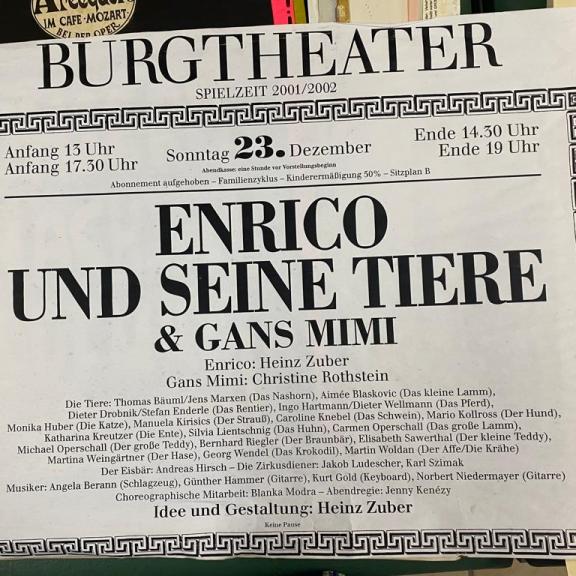 IM CAFE·MOZART
BEI DER OPER
BURGTHEATER
SPIELZEIT 2001/2002
Anfang 13 Uhr
Anfang 17.30 Uhr
Sonntag 23. Dezember
Ende 14.30 Uhr
Ende 19 Uhr
Abendkasse: eine Stunde vor Vorstellungsbeginn
Abonnement aufgehoben – Familienzyklus – Kinderermäßigung 50% – Sitzplan B
ENRICO
UND SEINE TIERE
& GANS MIMI
Enrico: Heinz Zuber
Gans Mimi: Christine Rothstein
Die Tiere: Thomas Bäuml/Jens Marxen (Das Nashorn), Aimée Blaskovic (Das kleine Lamm),
Dieter Drobnik/Stefan Enderle (Das Rentier), Ingo Hartmann/Dieter Wellmann (Das Pferd),
Monika Huber (Die Katze), Manuela Kirisics (Der Strauß), Caroline Knebel (Das Schwein), Mario Kollross (Der Hund),
Katharina Kreutzer (Die Ente), Silvia Lientschnig (Das Huhn), Carmen Operschall (Das große Lamm),
Michael Operschall (Der große Teddy), Bernhard Riegler (Der Braunbär), Elisabeth Sawerthal (Der kleine Teddy),
Martina Weingärtner (Der Hase), Georg Wendel (Das Krokodil), Martin Woldan (Der Affe/Die Krähe)
Der Eisbär: Andreas Hirsch – Die Zirkusdiener: Jakob Ludescher, Karl Szimak
Musiker: Angela Berann (Schlagzeug), Günther Hammer (Gitarre), Kurt Gold (Keyboard), Norbert Niedermayer (Gitarre)
Choreographische Mitarbeit: Blanka Modra – Abendregie: Jenny Kenézy
Idee und Gestaltung: Heinz Zuber
Keine Pause